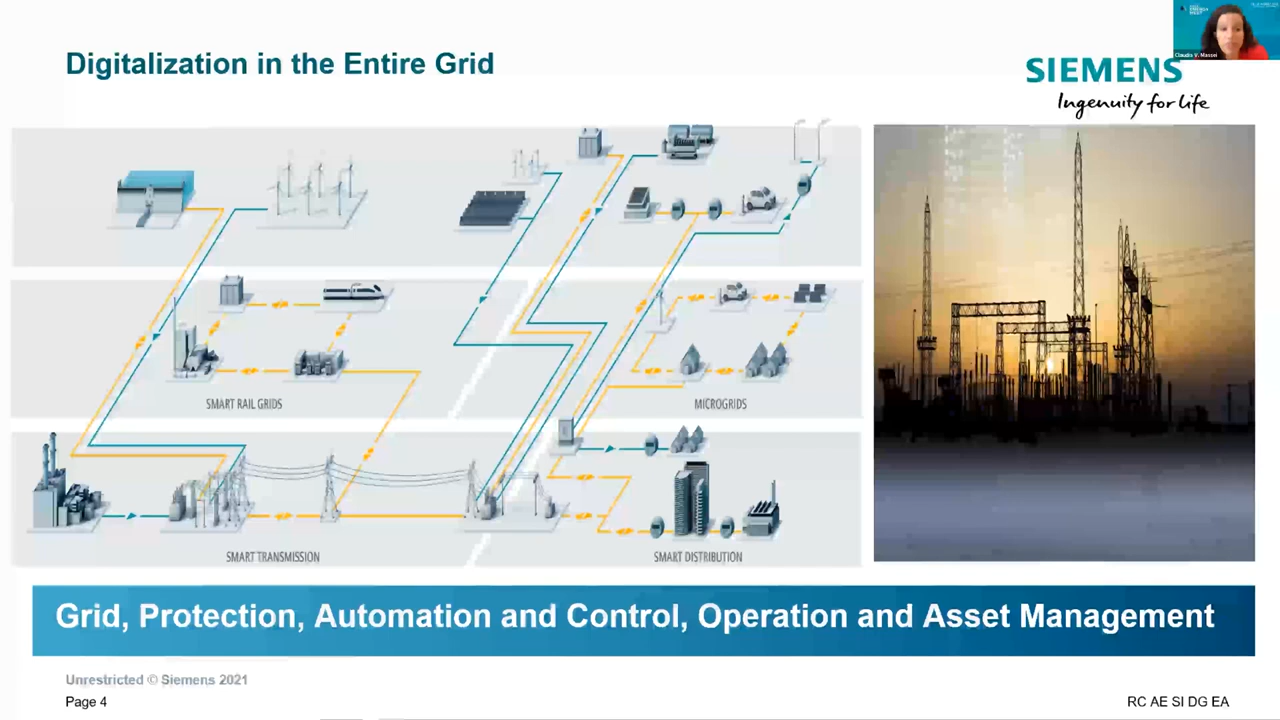 Digitalization in the Entire Grid
SIEMENS
Ingenuity for life
SMART RAIL GRIDS
MICROGRIDS
SMART TRANSMISSION
SMART DISTRIBUTION
Grid, Protection, Automation and Control, Operation and Asset Management
Unrestricted © Siemens 2021
Page 4
RC AE SI DG EA